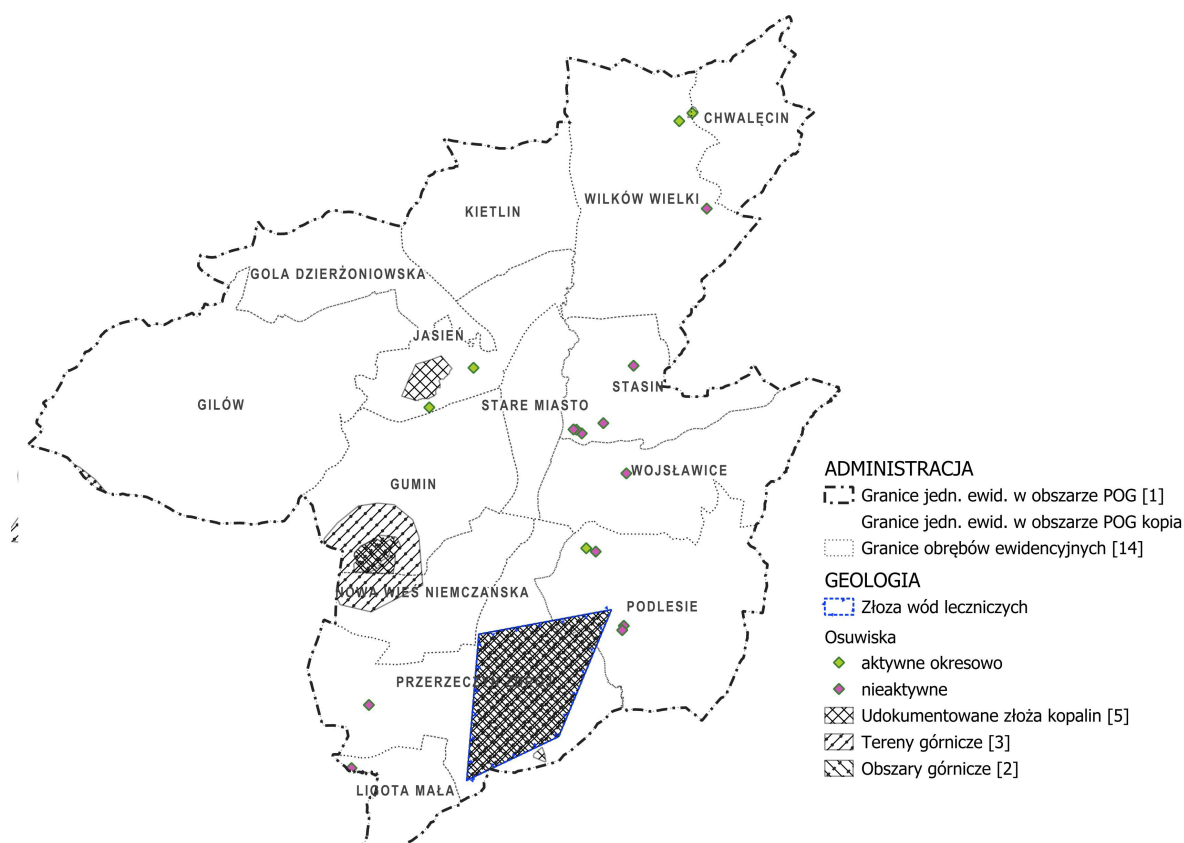 CHWALĘCIN
WILKÓW WIELKI
KIETLIN
GOLA DZIERŻONIOWSKA
JASIEŃ
STASIN
GILÓW
STARE MIASTO
WOJSŁAWICE
GUMIN
NOWA WIEŚ NIEMCZAŃSKA
PODLESIE
LIGOTA MAŁA
ADMINISTRACJA
Granice jedn. ewid. w obszarze POG [1]
Granice jedn. ewid. w obszarze POG kopia
Granice obrębów ewidencyjnych [14]
GEOLOGIA
Złoża wód leczniczych
Osuwiska
aktywne okresowo
nieaktywne
Udokumentowane złoża kopalin [5]
Tereny górnicze [3]
Obszary górnicze [2]